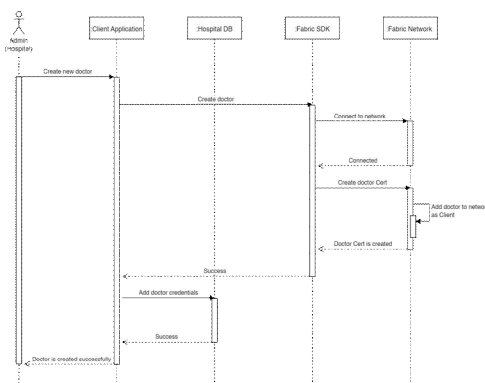 Admin
(Hospital)
:Client Application
:Hospital DB
:Fabric SDK
:Fabric Network
Create new doctor
Create doctor
Connect to network
Connected
Create doctor Cert
Add doctor to netwo
as Client
Doctor Cert is created
Success
Add doctor credentials
Success
Doctor is created successfully